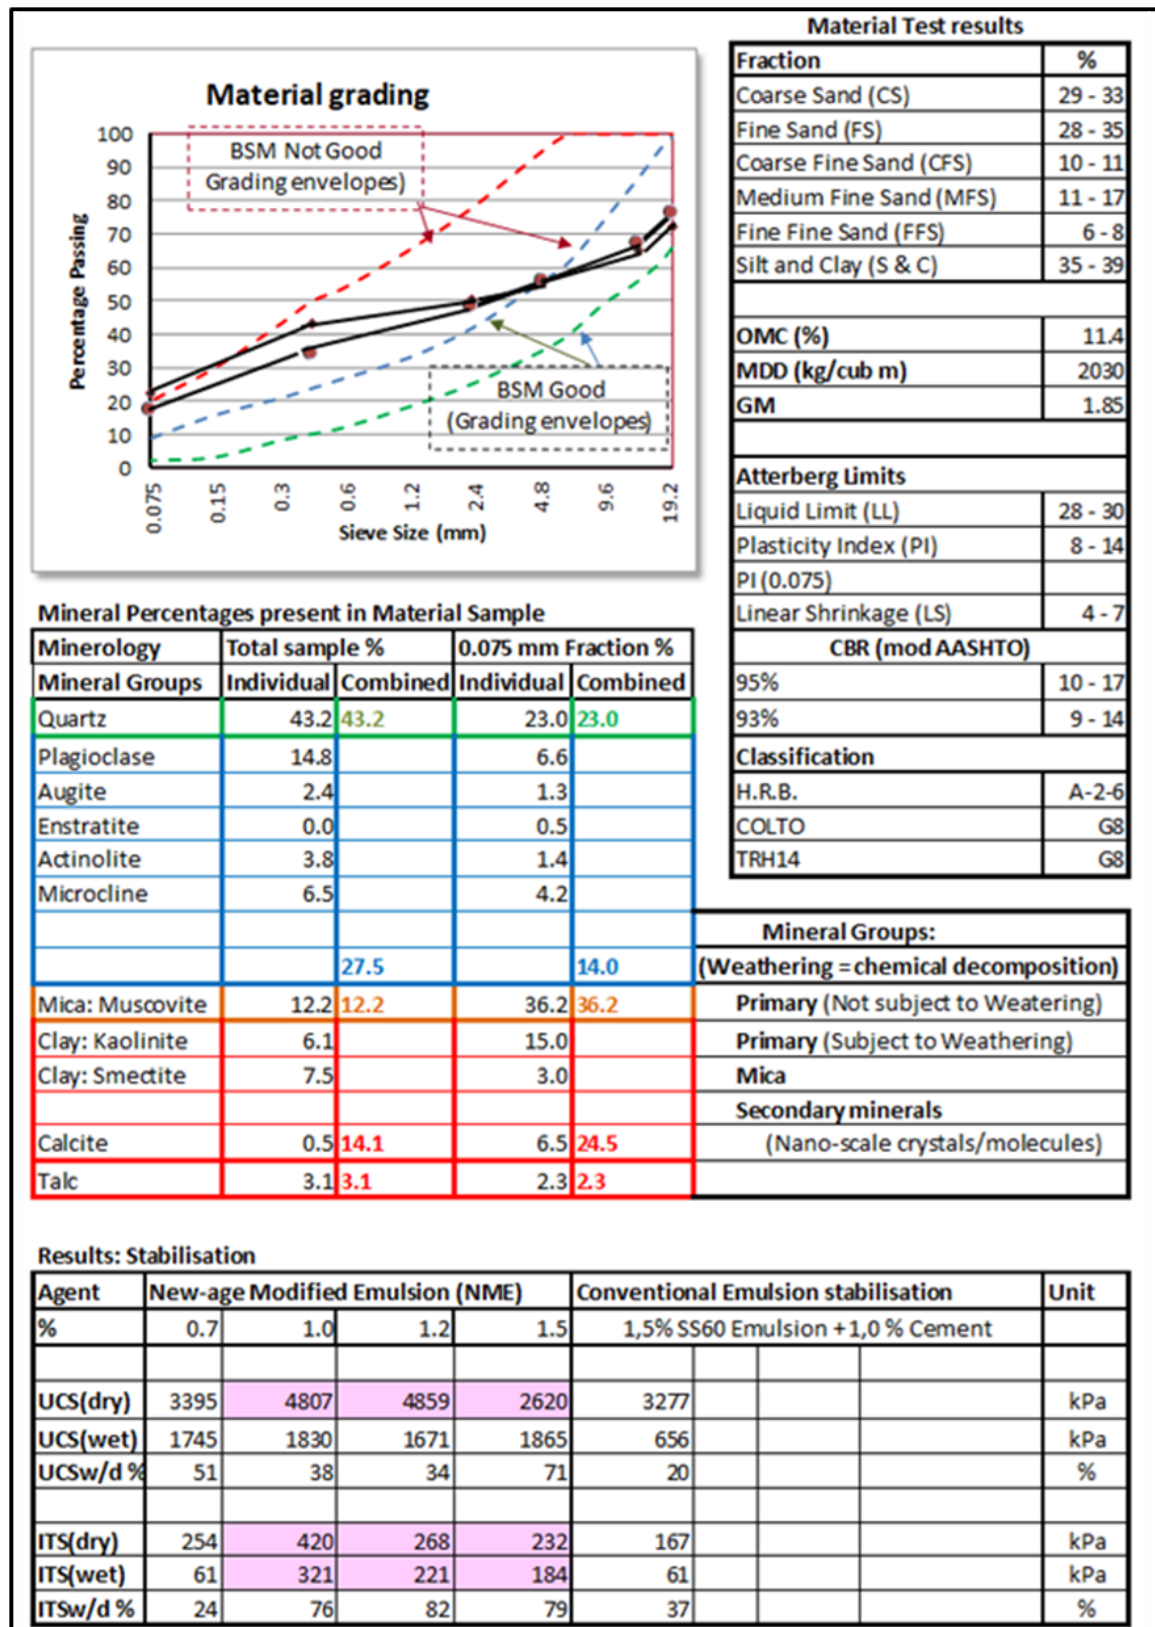 Material grading
BSM Not Good
Grading envelopes)
BSM Good
(Grading envelopes)
Percentage Passing
100
90
80
70
60
50
40
30
20
10
0
0.075 0.15 0.3 0.6 1.2 2.4 4.8 9.6 19.2
Sieve Size (mm)
Material Test results
Fraction %
Coarse Sand (CS) 29 - 33
Fine Sand (FS) 28 - 35
Coarse Fine Sand (CFS) 10 - 11
Medium Fine Sand (MFS) 11 - 17
Fine Fine Sand (FFS) 6 - 8
Silt and Clay (S & C) 35 - 39
OMC (%) 11.4
MDD (kg/cub m) 2030
GM 1.85
Atterberg Limits
Liquid Limit (LL) 28 - 30
Plasticity Index (PI) 8 - 14
PI (0.075)
Linear Shrinkage (LS) 4 - 7
CBR (mod AASHTO)
95% 10 - 17
93% 9 - 14
Classification
H.R.B. A-2-6
COLTO G8
TRH14 G8
Mineral Percentages present in Material Sample
Minerology Total sample % 0.075 mm Fraction %
Mineral Groups Individual Combined Individual Combined
Quartz 43.2 43.2 23.0 23.0
Plagioclase 14.8 6.6
Augite 2.4 1.3
Enstratite 0.0 0.5
Actinolite 3.8 1.4
Microcline 6.5 4.2
27.5 14.0
Mica: Muscovite 12.2 12.2 36.2 36.2
Clay: Kaolinite 6.1 15.0
Clay: Smectite 7.5 3.0
Calcite 0.5 14.1 6.5 24.5
Talc 3.1 3.1 2.3 2.3
Mineral Groups:
(Weathering = chemical decomposition)
Primary (Not subject to Weatering)
Primary (Subject to Weathering)
Mica
Secondary minerals
(Nano-scale crystals/molecules)
Results: Stabilisation
Agent New-age Modified Emulsion (NME) Conventional Emulsion stabilisation Unit
% 0.7 1.0 1.2 1.5 1,5% SS60 Emulsion + 1,0 % Cement
UCS(dry) 3395 4807 4859 2620 3277 kPa
UCS(wet) 1745 1830 1671 1865 656 kPa
UCSw/d % 51 38 34 71 20 %
ITS(dry) 254 420 268 232 167 kPa
ITS(wet) 61 321 221 184 61 kPa
ITSw/d % 24 76 82 79 37 %